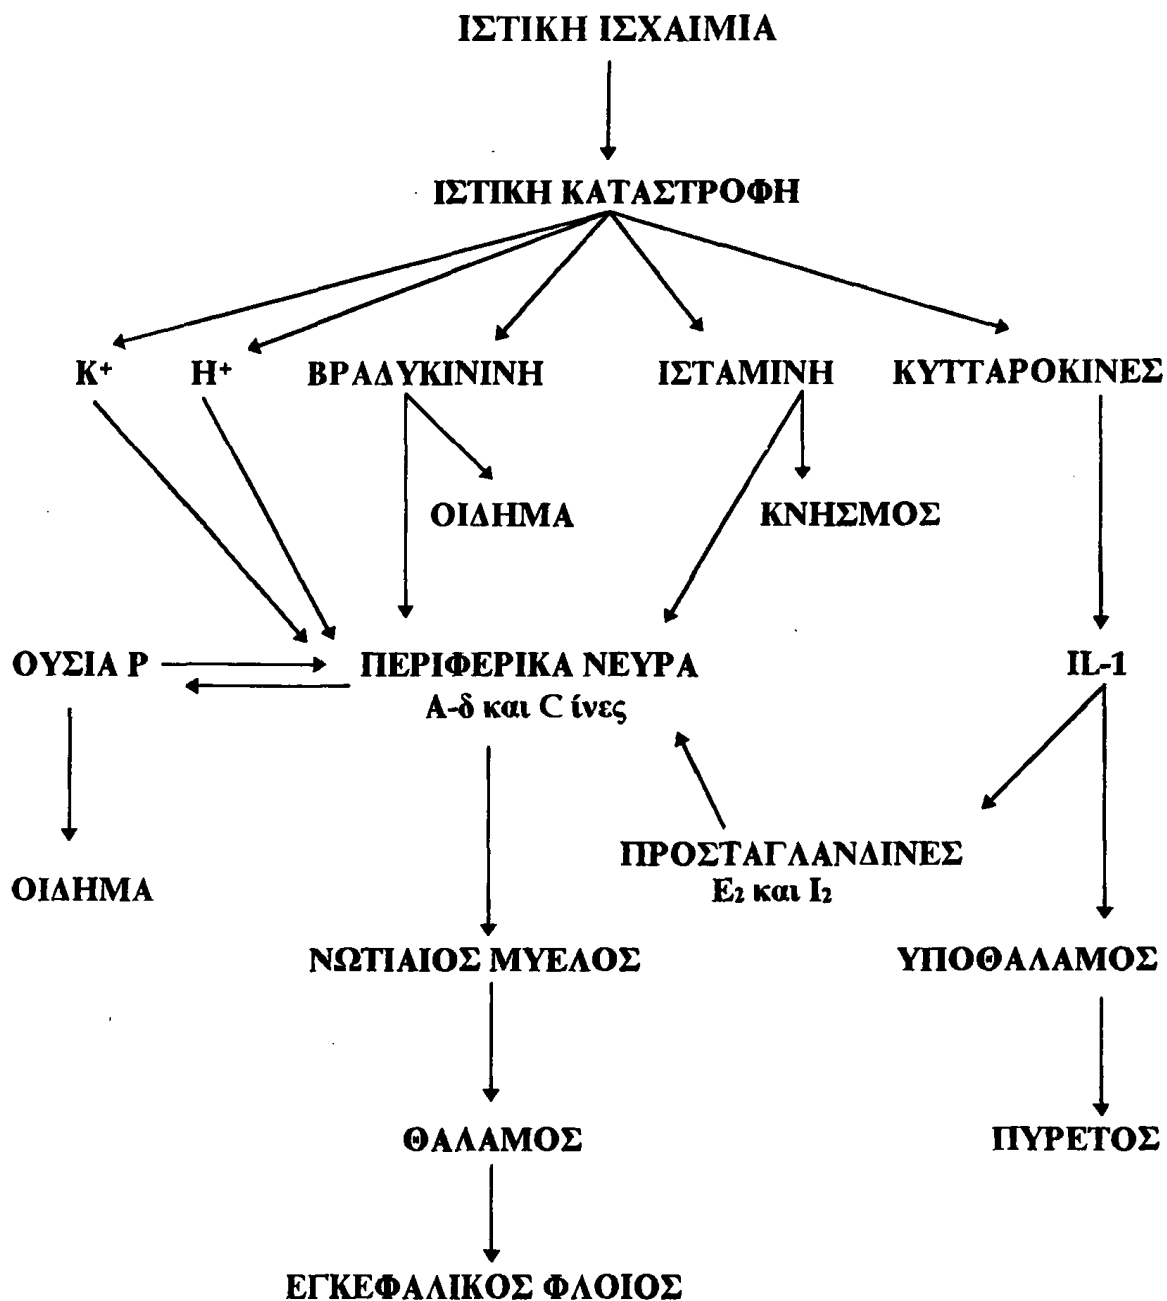 ΙΣΤΙΚΗ ΙΣΧΑΙΜΙΑ
ΙΣΤΙΚΗ ΚΑΤΑΣΤΡΟΦΗ
K⁺ H⁺ ΒΡΑΔΥΚΙΝΙΝΗ ΙΣΤΑΜΙΝΗ ΚΥΤΤΑΡΟΚΙΝΕΣ
ΟΙΔΗΜΑ ΚΝΗΣΜΟΣ
ΟΥΣΙΑ P ΠΕΡΙΦΕΡΙΚΑ ΝΕΥΡΑ IL-1
Α-δ και C ίνες
ΠΡΟΣΤΑΓΛΑΝΔΙΝΕΣ
ΟΙΔΗΜΑ E₂ και I₂
ΝΩΤΙΑΙΟΣ ΜΥΕΛΟΣ ΥΠΟΘΑΛΑΜΟΣ
ΘΑΛΑΜΟΣ ΠΥΡΕΤΟΣ
ΕΓΚΕΦΑΛΙΚΟΣ ΦΛΟΙΟΣ